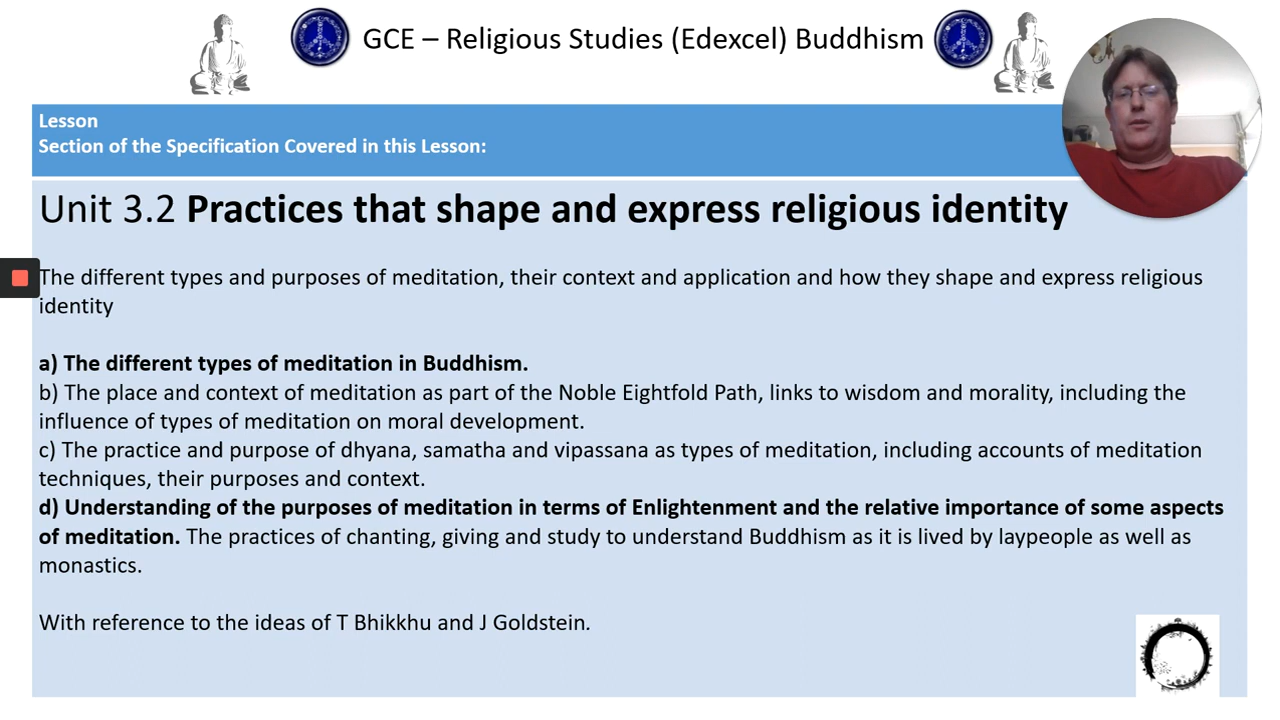 GCE – Religious Studies (Edexcel) Buddhism
Lesson
Section of the Specification Covered in this Lesson:
Unit 3.2 Practices that shape and express religious identity
The different types and purposes of meditation, their context and application and how they shape and express religious
identity
a) The different types of meditation in Buddhism.
b) The place and context of meditation as part of the Noble Eightfold Path, links to wisdom and morality, including the
influence of types of meditation on moral development.
c) The practice and purpose of dhyana, samatha and vipassana as types of meditation, including accounts of meditation
techniques, their purposes and context.
d) Understanding of the purposes of meditation in terms of Enlightenment and the relative importance of some aspects
of meditation. The practices of chanting, giving and study to understand Buddhism as it is lived by laypeople as well as
monastics.
With reference to the ideas of T Bhikkhu and J Goldstein.